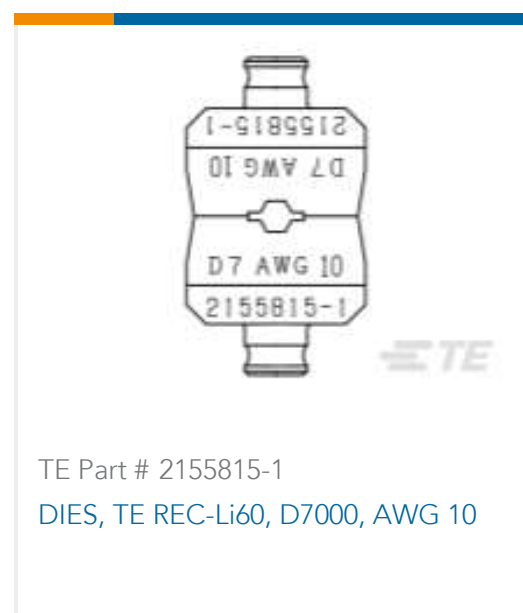 2155815-1
D7 AWG 10
D7 AWG 10
2155815-1
TE
TE Part # 2155815-1
DIES, TE REC-Li60, D7000, AWG 10